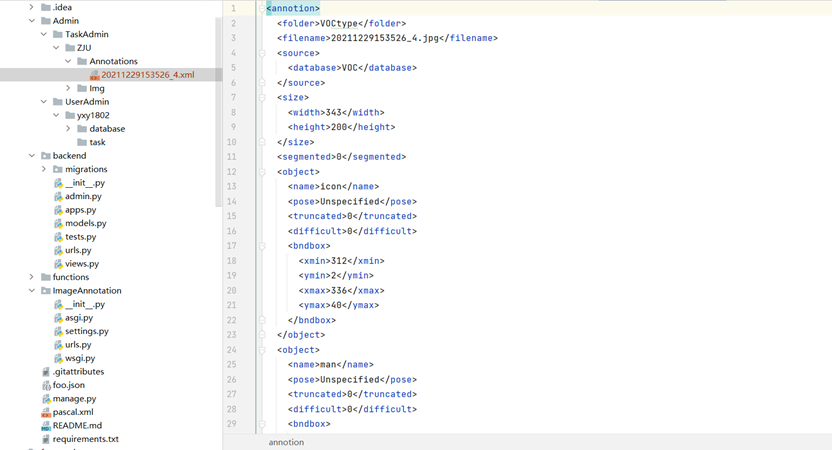 .idea
Admin
TaskAdmin
ZJU
Annotations
20211229153526_4.xml
Img
UserAdmin
yxy1802
database
task
backend
migrations
__init__.py
admin.py
apps.py
models.py
tests.py
urls.py
views.py
functions
ImageAnnotation
__init__.py
asgi.py
settings.py
urls.py
wsgi.py
.gitattributes
foo.json
manage.py
pascal.xml
README.md
requirements.txt
1 <annotion>
2 <folder>VOCtype</folder>
3 <filename>20211229153526_4.jpg</filename>
4 <source>
5 <database>VOC</database>
6 </source>
7 <size>
8 <width>343</width>
9 <height>200</height>
10 </size>
11 <segmented>0</segmented>
12 <object>
13 <name>icon</name>
14 <pose>Unspecified</pose>
15 <truncated>0</truncated>
16 <difficult>0</difficult>
17 <bndbox>
18 <xmin>312</xmin>
19 <ymin>2</ymin>
20 <xmax>336</xmax>
21 <ymax>40</ymax>
22 </bndbox>
23 </object>
24 <object>
25 <name>man</name>
26 <pose>Unspecified</pose>
27 <truncated>0</truncated>
28 <difficult>0</difficult>
29 <bndbox>
annotion